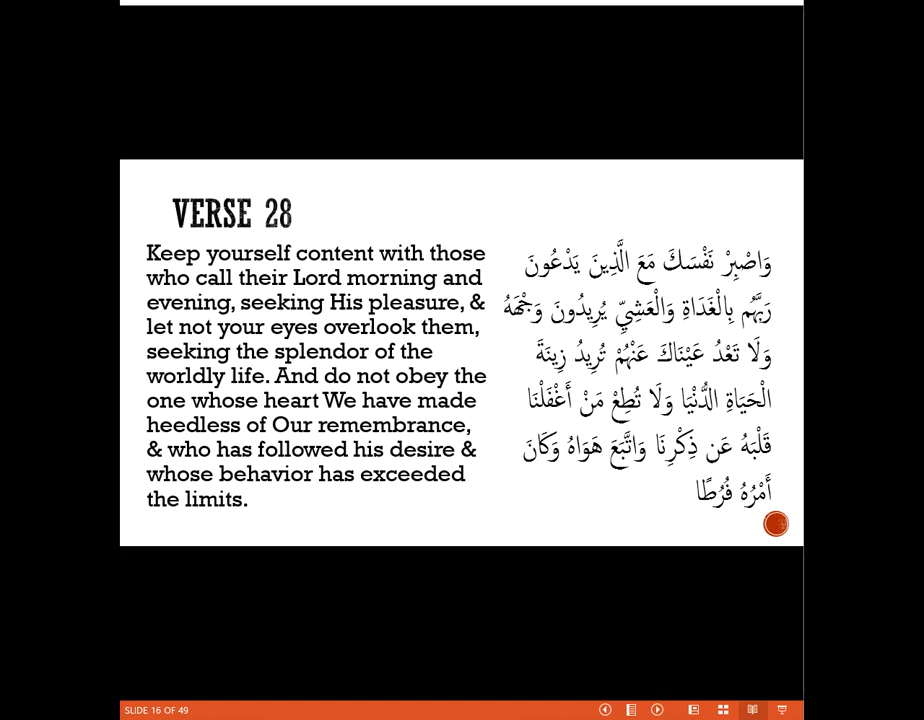 VERSE 28
Keep yourself content with those
who call their Lord morning and
evening, seeking His pleasure, &
let not your eyes overlook them,
seeking the splendor of the
worldly life. And do not obey the
one whose heart We have made
heedless of Our remembrance,
& who has followed his desire &
whose behavior has exceeded
the limits.
وَاصْبِرْ نَفْسَكَ مَعَ الَّذِينَ يَدْعُونَ
رَبَّهُم بِالْغَدَاةِ وَالْعَشِيِّ يُرِيدُونَ وَجْهَهُ
وَلَا تَعْدُ عَيْنَاكَ عَنْهُمْ تُرِيدُ زِينَةَ
الْحَيَاةِ الدُّنْيَا وَلَا تُطِعْ مَنْ أَغْفَلْنَا
قَلْبَهُ عَن ذِكْرِنَا وَاتَّبَعَ هَوَاهُ وَكَانَ
أَمْرُهُ فُرُطًا
SLIDE 16 OF 49